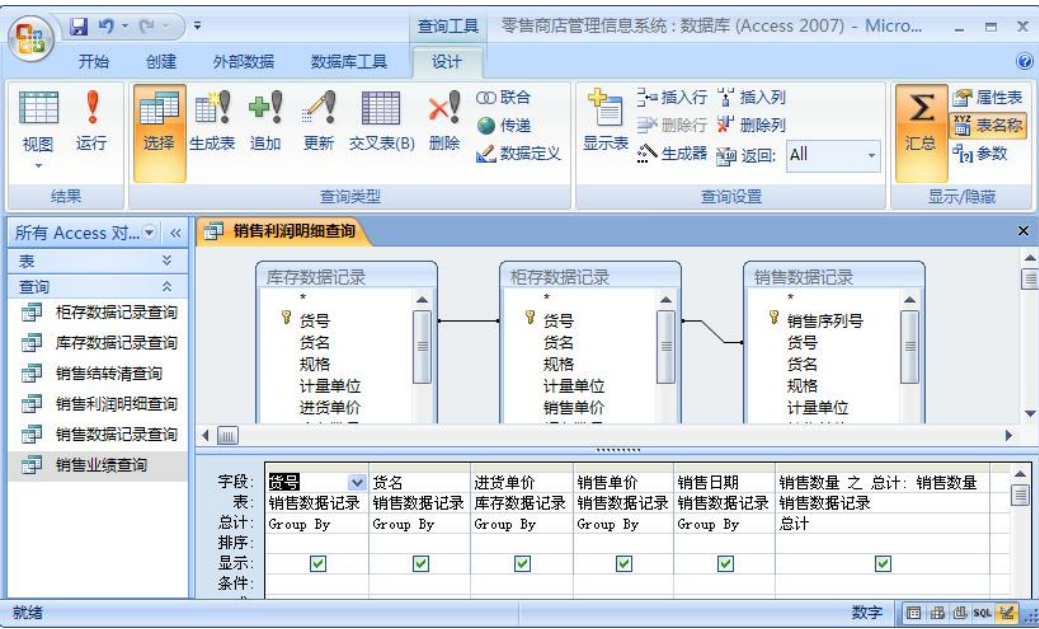 查询工具
零售商店管理信息系统 : 数据库 (Access 2007) - Micro...
开始 创建 外部数据 数据库工具 设计
视图 运行 选择 生成表 追加 更新 交叉表(B) 删除
联合
传递
数据定义
显示表
插入行 插入列
删除行 删除列
生成器 返回: All
Σ
汇总
属性表
XYZ 表名称
[?] 参数
结果 查询类型 查询设置 显示/隐藏
所有 Access 对... «
销售利润明细查询
表
查询
柜存数据记录查询
库存数据记录查询
销售结转清查询
销售利润明细查询
销售数据记录查询
销售业绩查询
库存数据记录
*
货号
货名
规格
计量单位
进货单价
柜存数据记录
*
货号
货名
规格
计量单位
销售单价
销售数据记录
*
销售序列号
货号
货名
规格
计量单位
字段: 货号 货名 进货单价 销售单价 销售日期 销售数量 之 总计: 销售数量
表: 销售数据记录 销售数据记录 库存数据记录 销售数据记录 销售数据记录 销售数据记录
总计: Group By Group By Group By Group By Group By 总计
排序:
显示:
条件:
就绪 数字 SQL